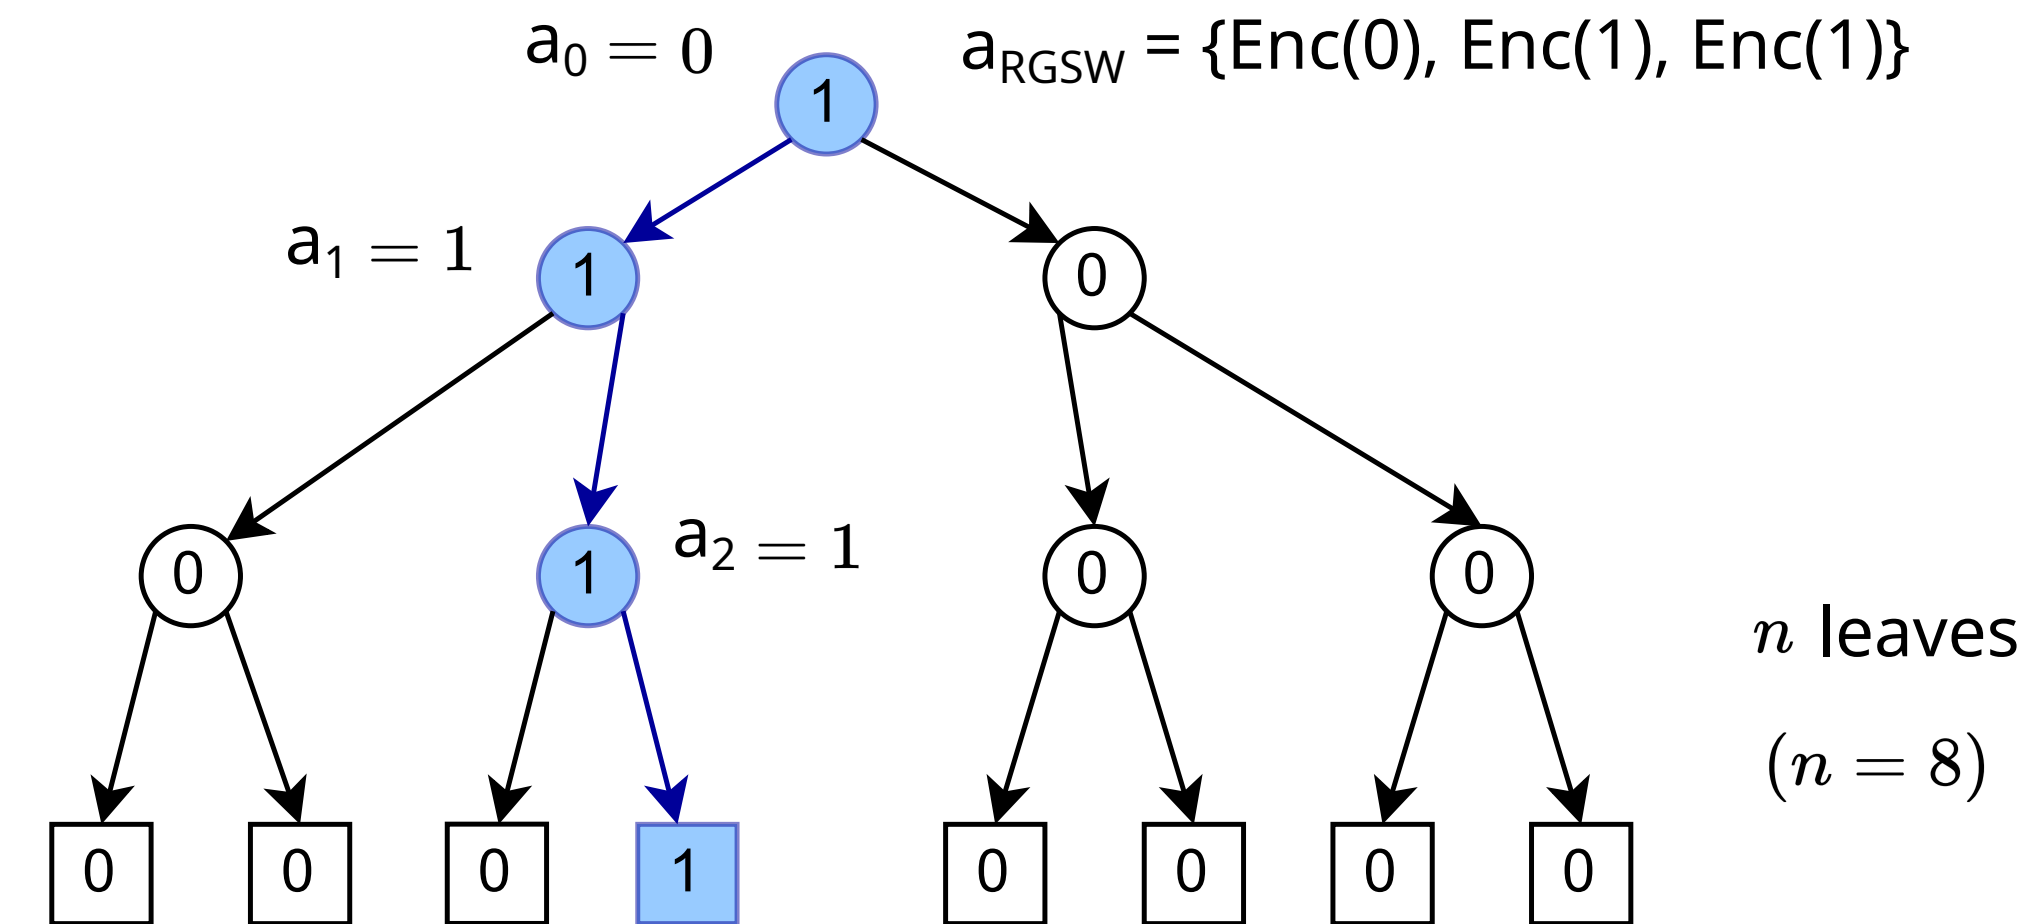 a₀ = 0
a_RGSW = {Enc(0), Enc(1), Enc(1)}
1
a₁ = 1
1
0
0
1
a₂ = 1
0
0
n leaves
(n = 8)
0
0
0
1
0
0
0
0